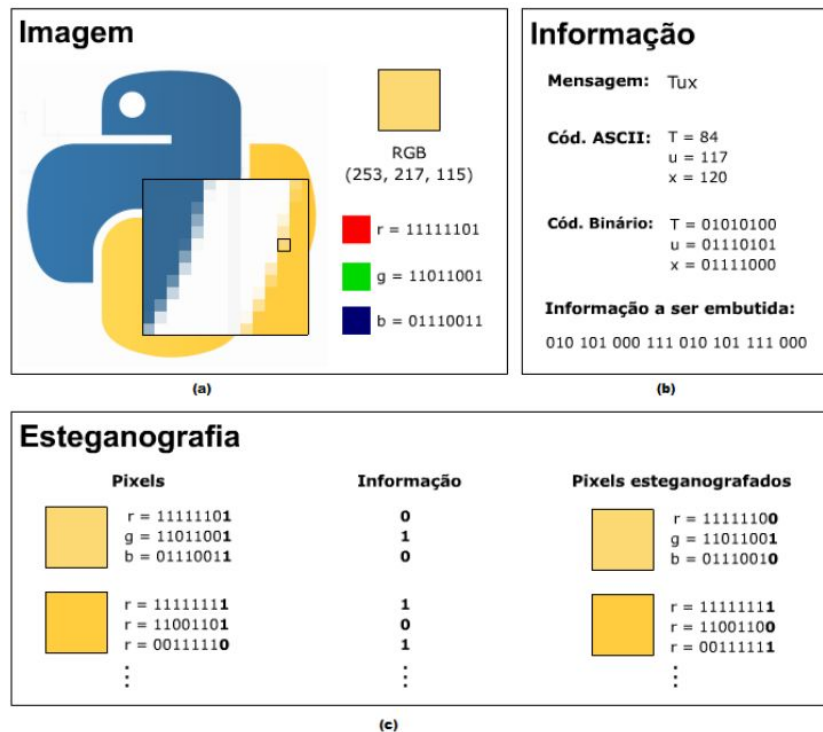 Imagem
RGB
(253, 217, 115)
r = 11111101
g = 11011001
b = 01110011
(a)
Informação
Mensagem: Tux
Cód. ASCII: T = 84
u = 117
x = 120
Cód. Binário: T = 01010100
u = 01110101
x = 01111000
Informação a ser embutida:
010 101 000 111 010 101 111 000
(b)
Esteganografia
Pixels Informação Pixels esteganografados
r = 11111101 0 r = 11111100
g = 11011001 1 g = 11011001
b = 01110011 0 b = 01110010
r = 11111111 1 r = 11111111
r = 11001101 0 r = 11001100
r = 00111110 1 r = 00111111
⋮ ⋮ ⋮
(c)